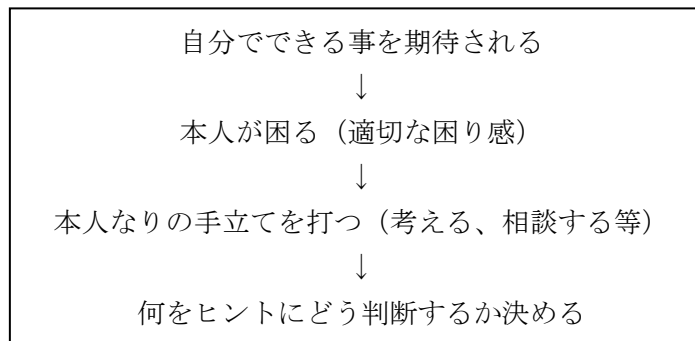 自分でできる事を期待される
↓
本人が困る（適切な困り感）
↓
本人なりの手立てを打つ（考える、相談する等）
↓
何をヒントにどう判断するか決める